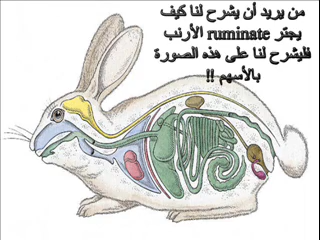 من يريد أن يشرح لنا كيف
يجتر ruminate الأرنب
فليشرح لنا على هذه الصورة
بالأسهم !!